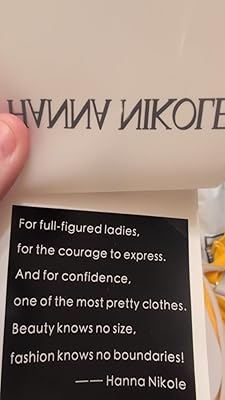 HANNA NIKOLE
For full-figured ladies,
for the courage to express.
And for confidence,
one of the most pretty clothes.
Beauty knows no size,
fashion knows no boundaries!
—— Hanna Nikole